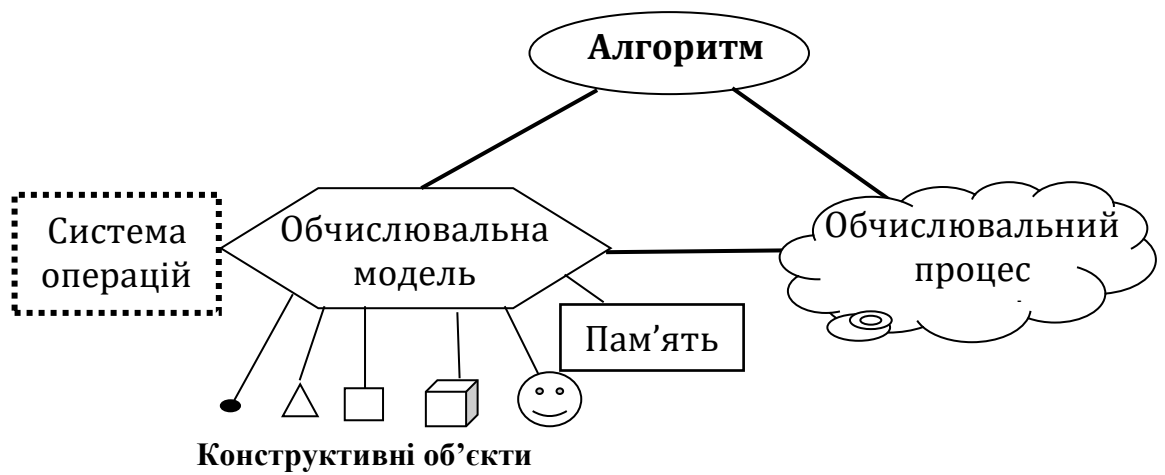 Алгоритм
Система
операцій
Обчислювальна
модель
Обчислювальний
процес
Пам’ять
Конструктивні об’єкти